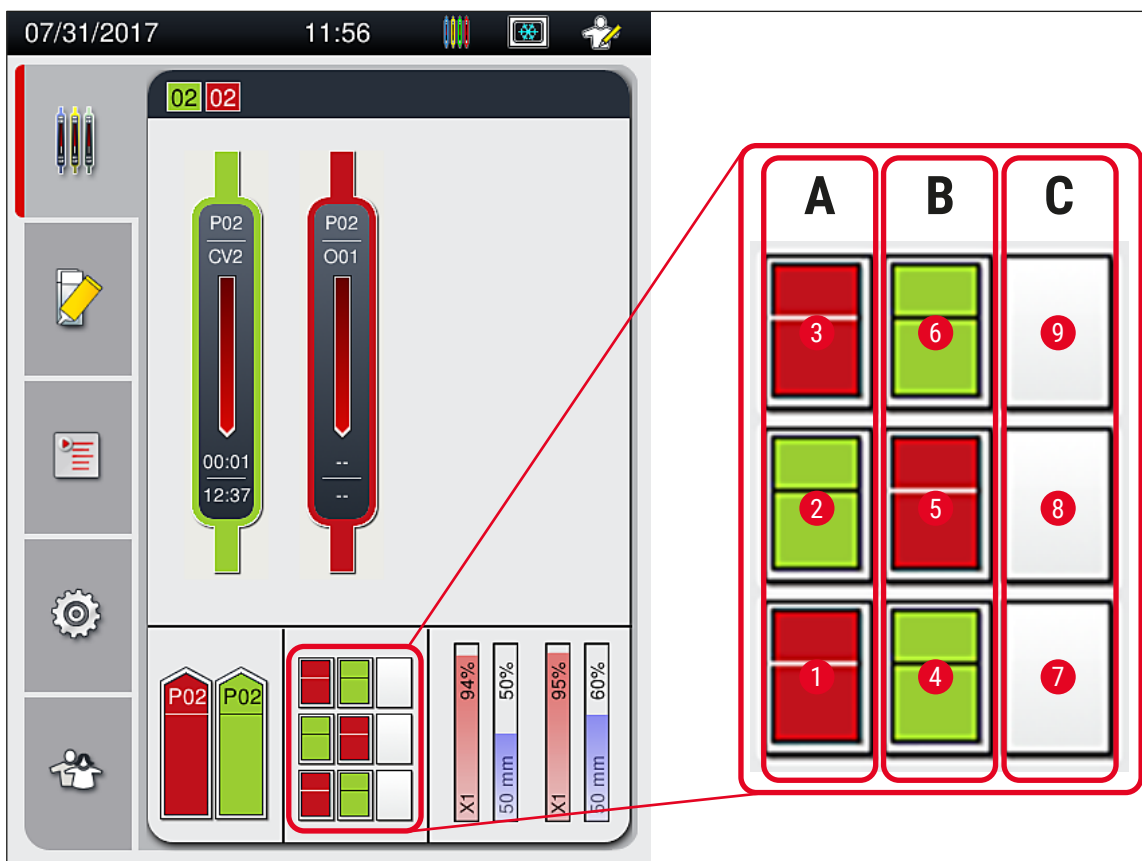 07/31/2017 11:56
02 02
P02
CV2
00:01
12:37
P02
O01
--
--
P02 P02
X1 94%
50 mm 50%
X1 95%
50 mm 60%
A B C
3 6 9
2 5 8
1 4 7